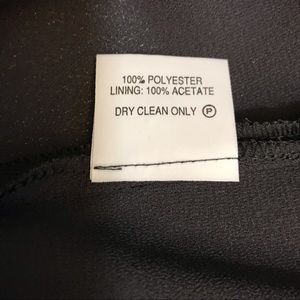 100% POLYESTER
LINING: 100% ACETATE
DRY CLEAN ONLY Ⓟ